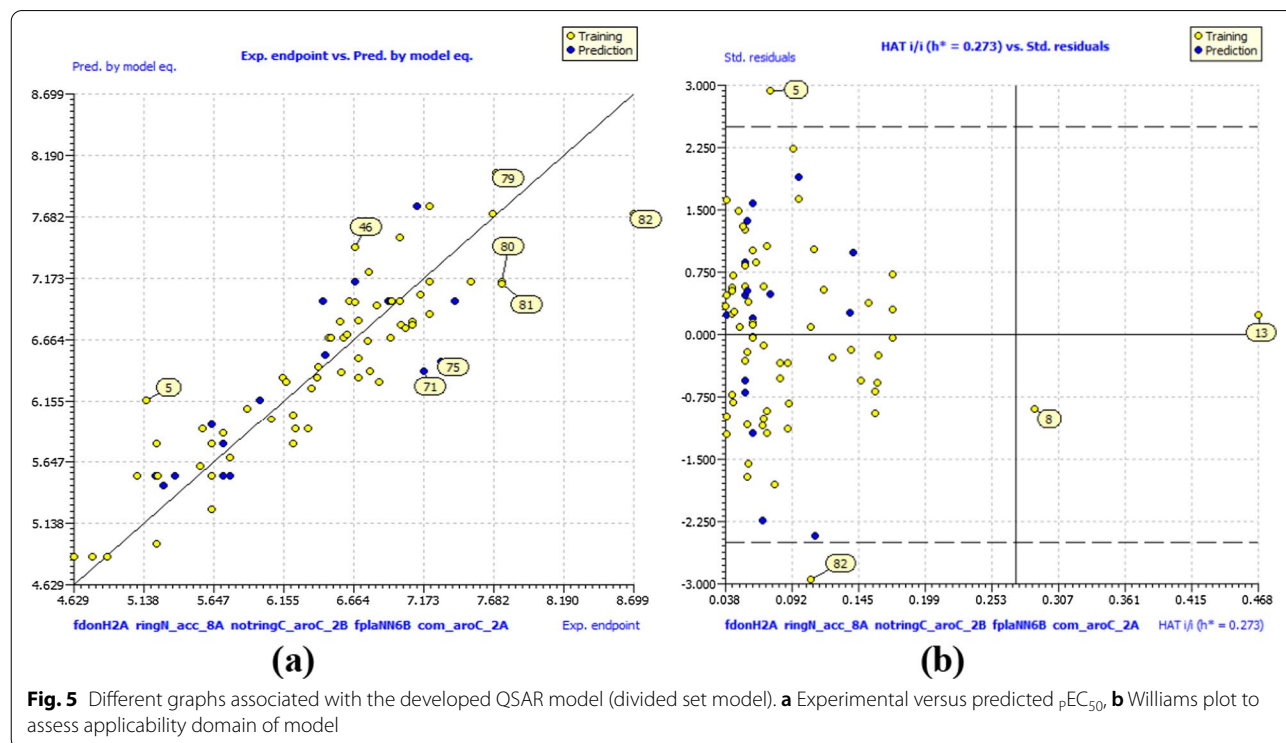 Training
Prediction
Exp. endpoint vs. Pred. by model eq.
Pred. by model eq.
8.699
8.190
7.682
7.173
6.664
6.155
5.647
5.138
4.629
79
82
46
80
81
75
71
5
4.629 5.138 5.647 5.155 6.664 7.173 7.682 8.190 8.699
fdonH2A ringN_acc_8A notringC_aroC_2B fplaNN6B com_aroC_2A Exp. endpoint
(a)
Training
Prediction
HAT i/i (h* = 0.273) vs. Std. residuals
Std. residuals
3.000
2.250
1.500
0.750
0.000
-0.750
-1.500
-2.250
-3.000
5
13
8
82
0.038 0.092 0.145 0.199 0.253 0.307 0.361 0.415 0.468
fdonH2A ringN_acc_8A notringC_aroC_2B fplaNN6B com_aroC_2A HAT i/i (h* = 0.273)
(b)
Fig. 5 Different graphs associated with the developed QSAR model (divided set model). a Experimental versus predicted pEC50, b Williams plot to
assess applicability domain of model